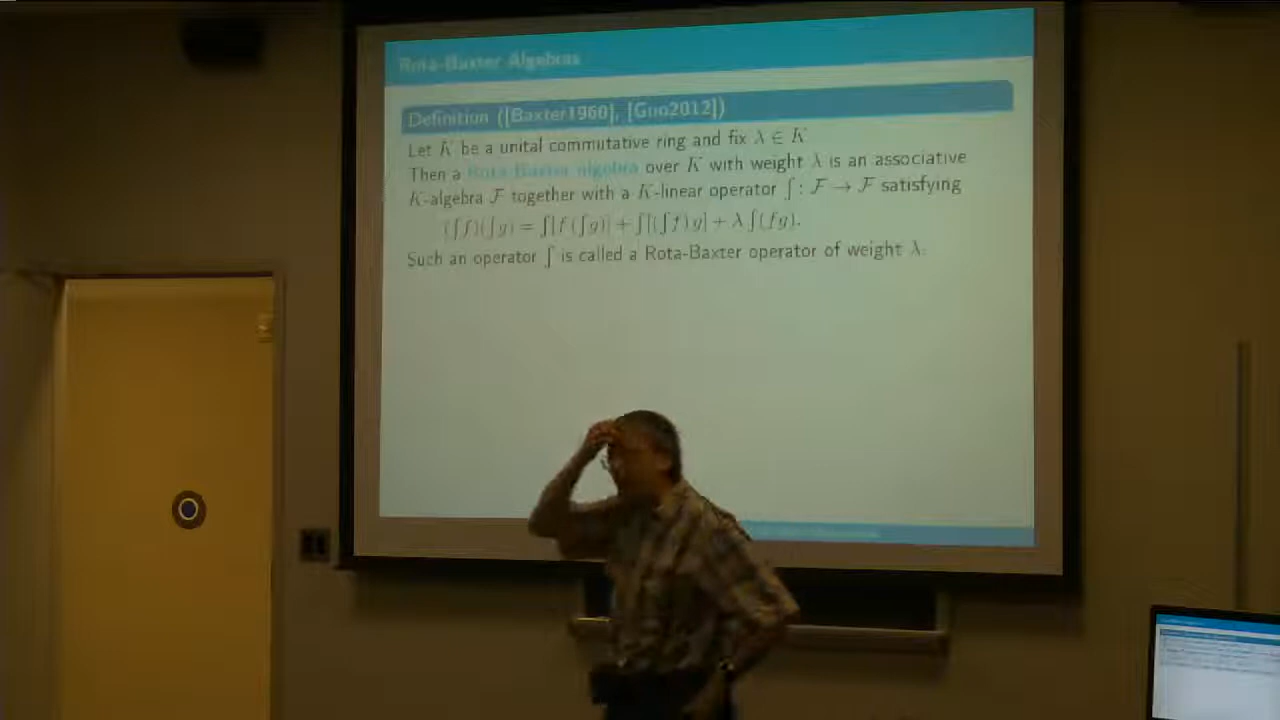 Rota-Baxter Algebras
Definition ([Baxter1960], [Guo2012])
Let K be a unital commutative ring and fix λ ∈ K
Then a Rota-Baxter algebra over K with weight λ is an associative
K-algebra F together with a K-linear operator ∫ : F → F satisfying
(∫f)(∫g) = ∫[f(∫g)] + ∫[(∫f)g] + λ∫(fg).
Such an operator ∫ is called a Rota-Baxter operator of weight λ.